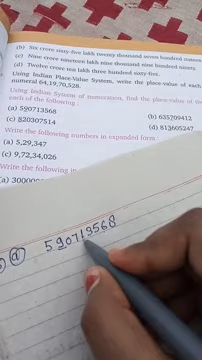 (b) Six crore sixty five lakh twenty thousand seven hundred nineteen
(c) Nine crore nineteen lakh nine thousand nine hundred ninety.
(d) Twelve crore ten lakh three hundred sixty-five.
Using Indian Place-Value System, write the place-value of each
numeral 64,19,70,528.
Using Indian System of numeration, find the place-value of the
each of the following :
(a) 590713568
(b) 635709412
(c) 820307514
(d) 813605247
Write the following numbers in expanded form :
(a) 5,29,347
(c) 9,72,34,026
Write the following in
(a) 30000
(a) 590719568